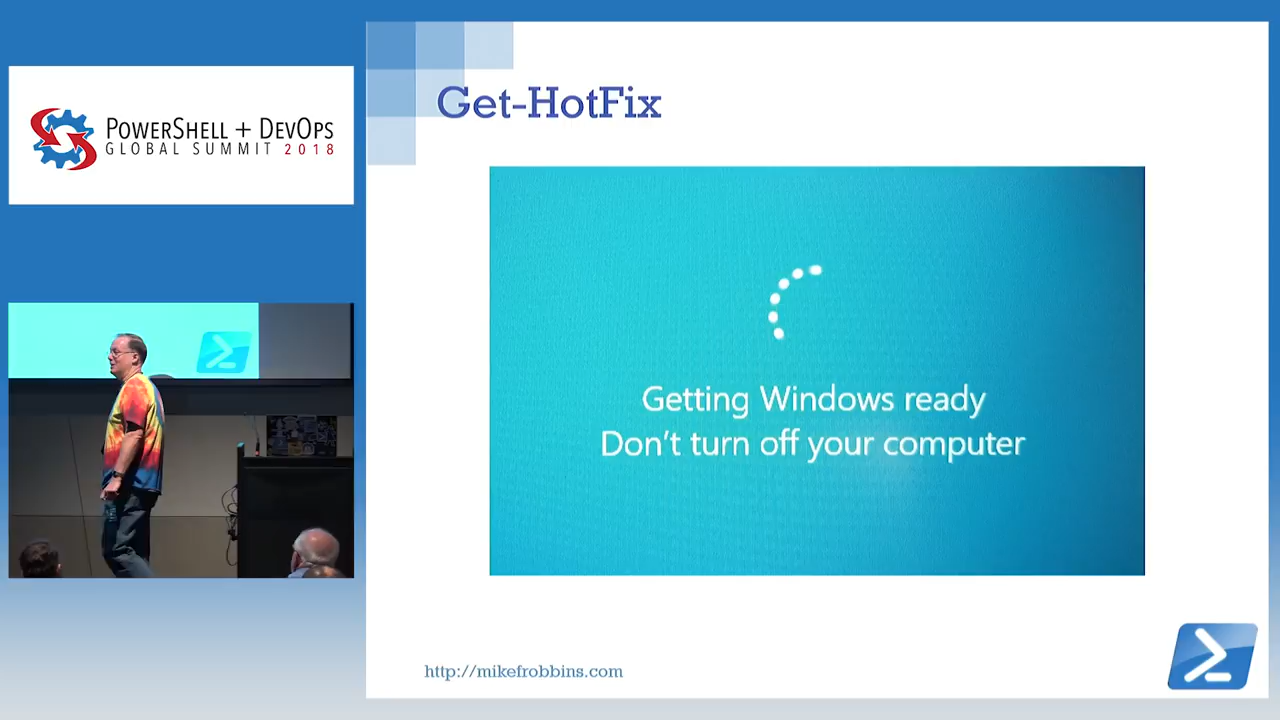 POWERSHELL + DEVOPS
GLOBAL SUMMIT 2018
Get-HotFix
Getting Windows ready
Don't turn off your computer
http://mikefrobbins.com